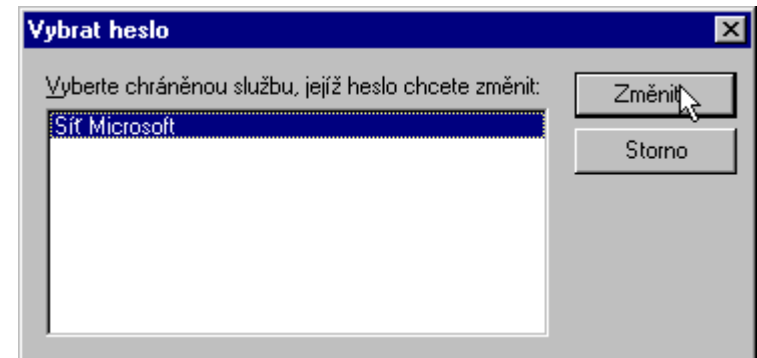 Vybrat heslo
Vyberte chráněnou službu, jejíž heslo chcete změnit:
Síť Microsoft
Změnit
Storno